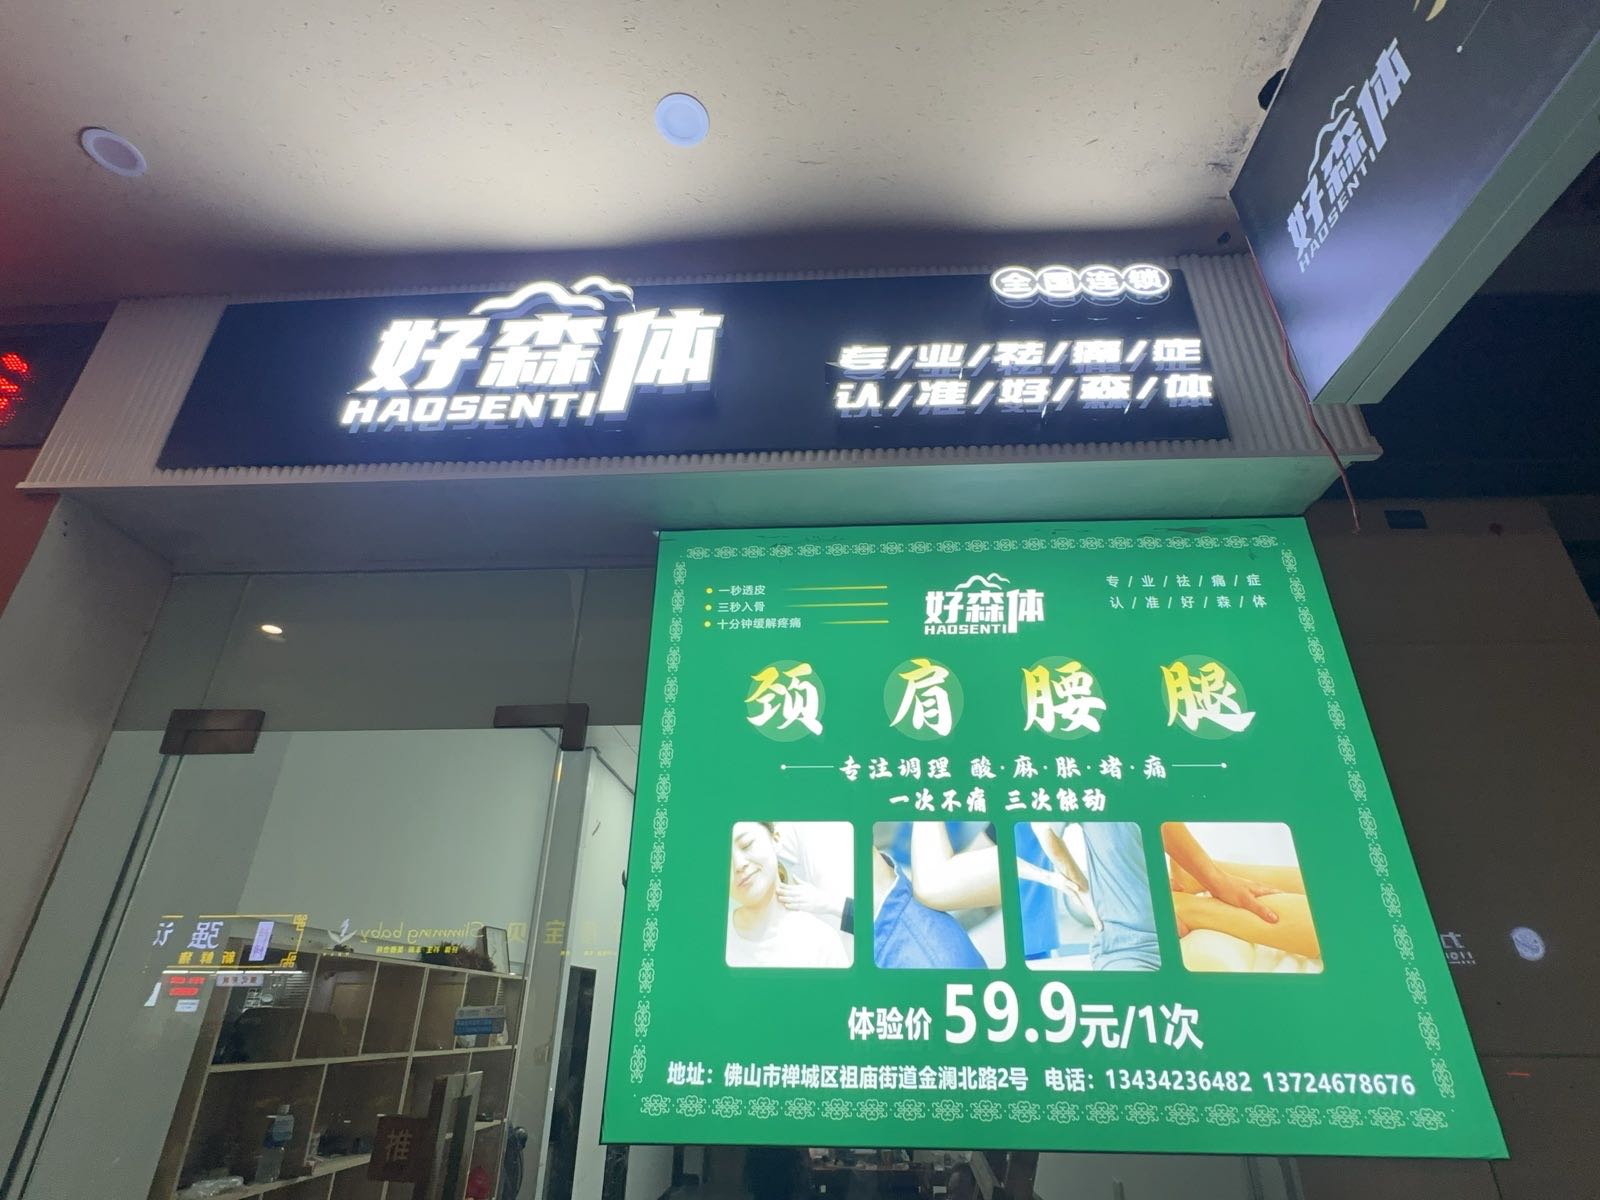 全国连锁
好森体
HAOSENTI
专/业/祛/痛/症
认/准/好/森/体
好森体
HAOSENTI
一秒透皮
三秒入骨
十分钟缓解疼痛
好森体
HAOSENTI
专/业/祛/痛/症
认/准/好/森/体
颈 肩 腰 腿
专注调理 酸·麻·胀·堵·痛
一次不痛 三次能动
体验价 59.9元/1次
地址：佛山市禅城区祖庙街道金澜北路2号 电话：13434236482 13724678676
Slimming baby
推